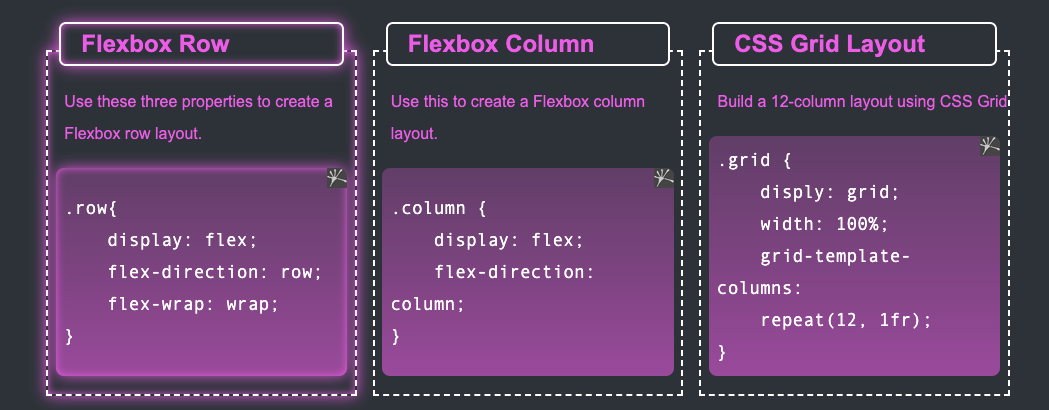 Flexbox Row
Use these three properties to create a
Flexbox row layout.
.row{
    display: flex;
    flex-direction: row;
    flex-wrap: wrap;
}
Flexbox Column
Use this to create a Flexbox column
layout.
.column {
    display: flex;
    flex-direction:
column;
}
CSS Grid Layout
Build a 12-column layout using CSS Grid
.grid {
    disply: grid;
    width: 100%;
    grid-template-
columns:
    repeat(12, 1fr);
}